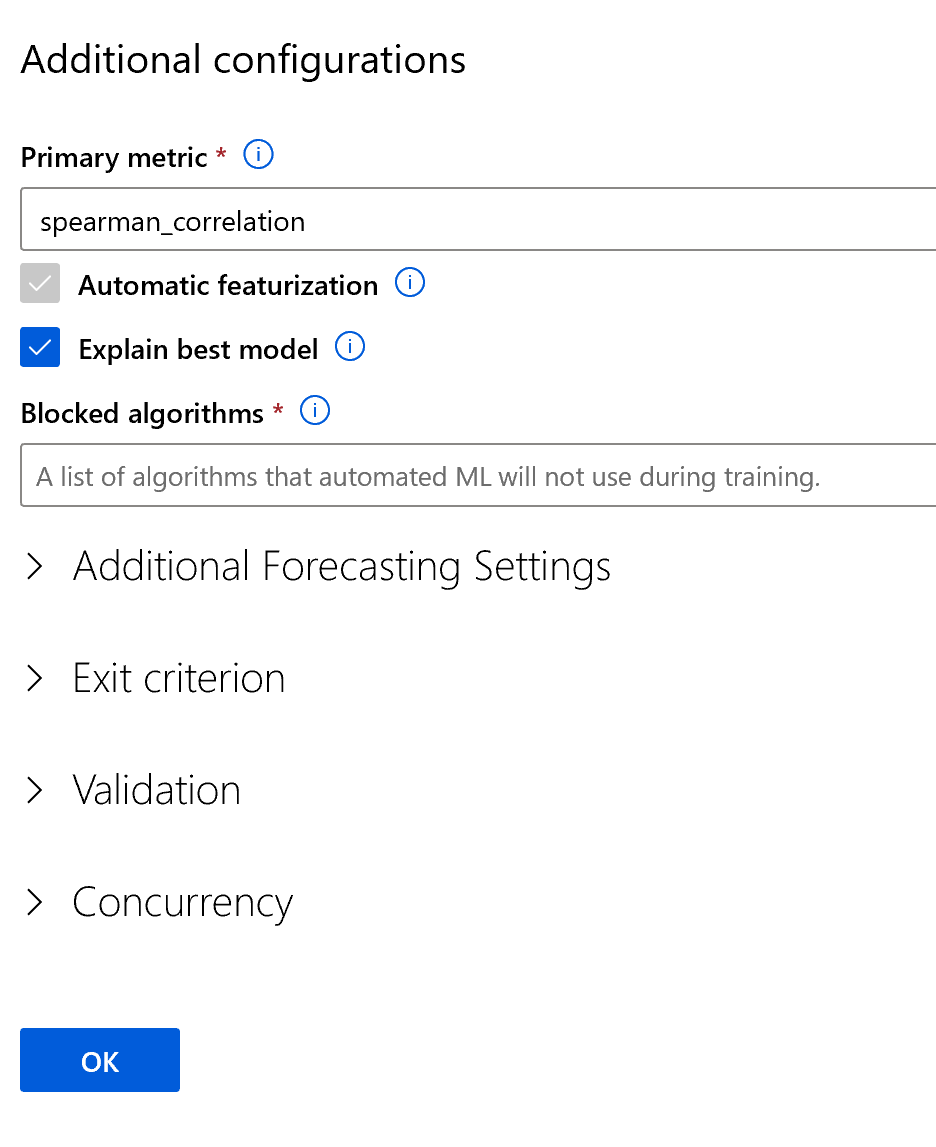 Additional configurations
Primary metric *
spearman_correlation
Automatic featurization
Explain best model
Blocked algorithms *
A list of algorithms that automated ML will not use during training.
Additional Forecasting Settings
Exit criterion
Validation
Concurrency
OK